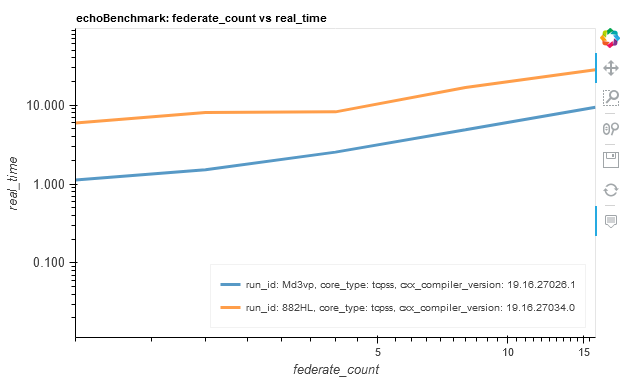 echoBenchmark: federate_count vs real_time
10.000
1.000
0.100
real_time
run_id: Md3vp, core_type: tcpss, cxx_compiler_version: 19.16.27026.1
run_id: 882HL, core_type: tcpss, cxx_compiler_version: 19.16.27034.0
5
10
15
federate_count